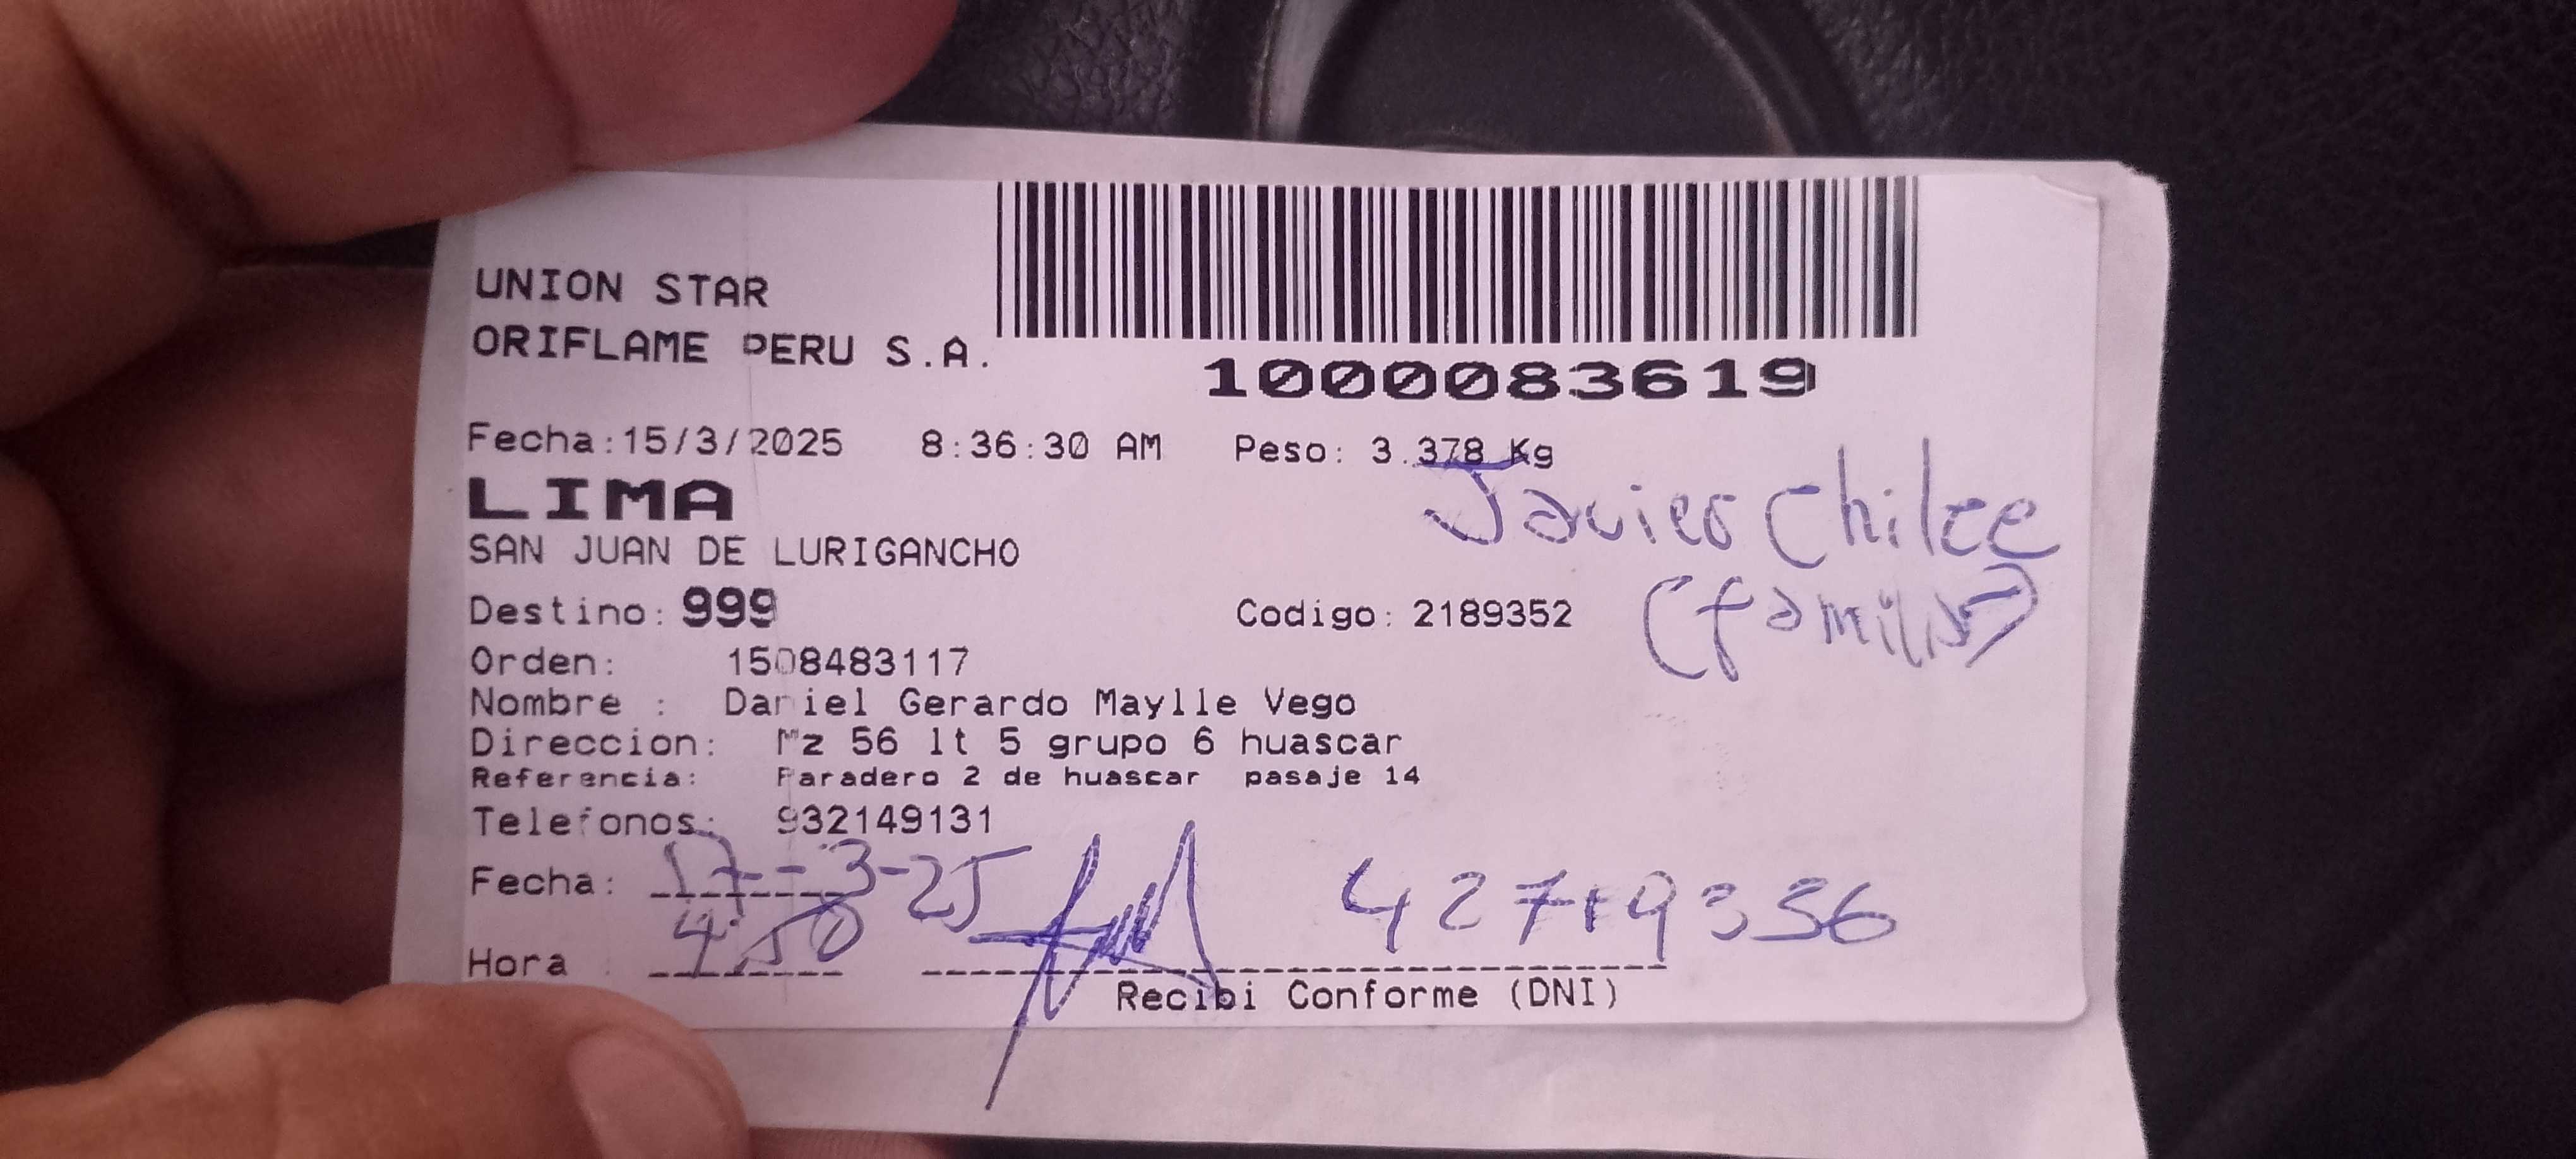 UNION STAR
ORIFLAME PERU S.A.
1000083619
Fecha:15/3/2025 8:36:30 AM Peso: 3.378 Kg
LIMA
Javier Chilce
SAN JUAN DE LURIGANCHO
Destino: 999 Codigo: 2189352
(familia)
Orden: 1508483117
Nombre : Daniel Gerardo Maylle Vego
Direccion: Mz 56 lt 5 grupo 6 huascar
Referencia: Paradero 2 de huascar pasaje 14
Telefonos: 932149131
Fecha: 17-3-25
42719356
Hora : 4:50
Recibi Conforme (DNI)